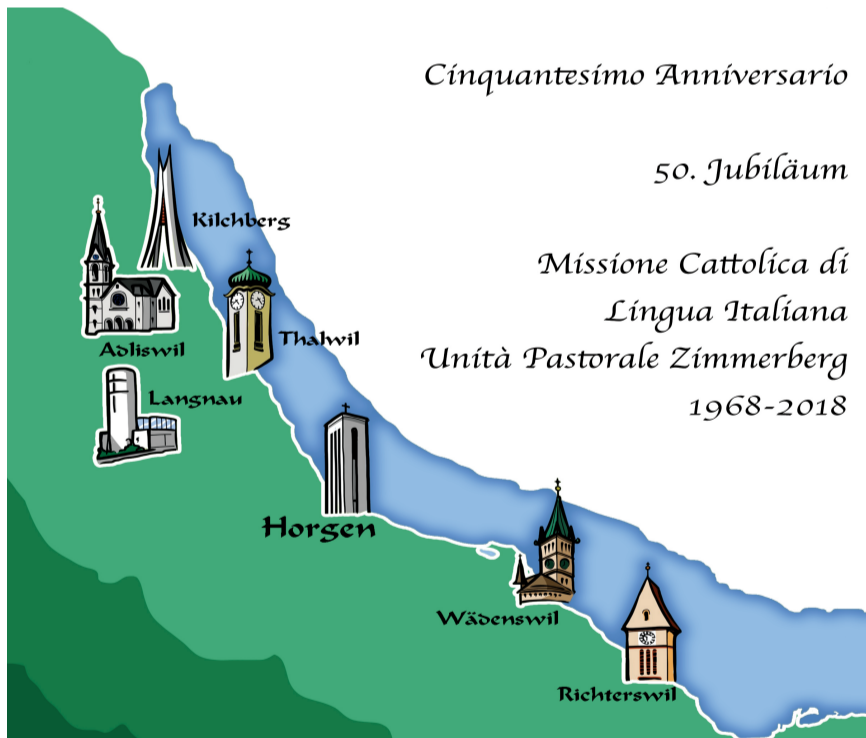 Cinquantesimo Anniversario
50. Jubiläum
Missione Cattolica di
Lingua Italiana
Unità Pastorale Zimmerberg
1968-2018
Kilchberg
Adliswil
Thalwil
Langnau
Horgen
Wädenswil
Richterswil